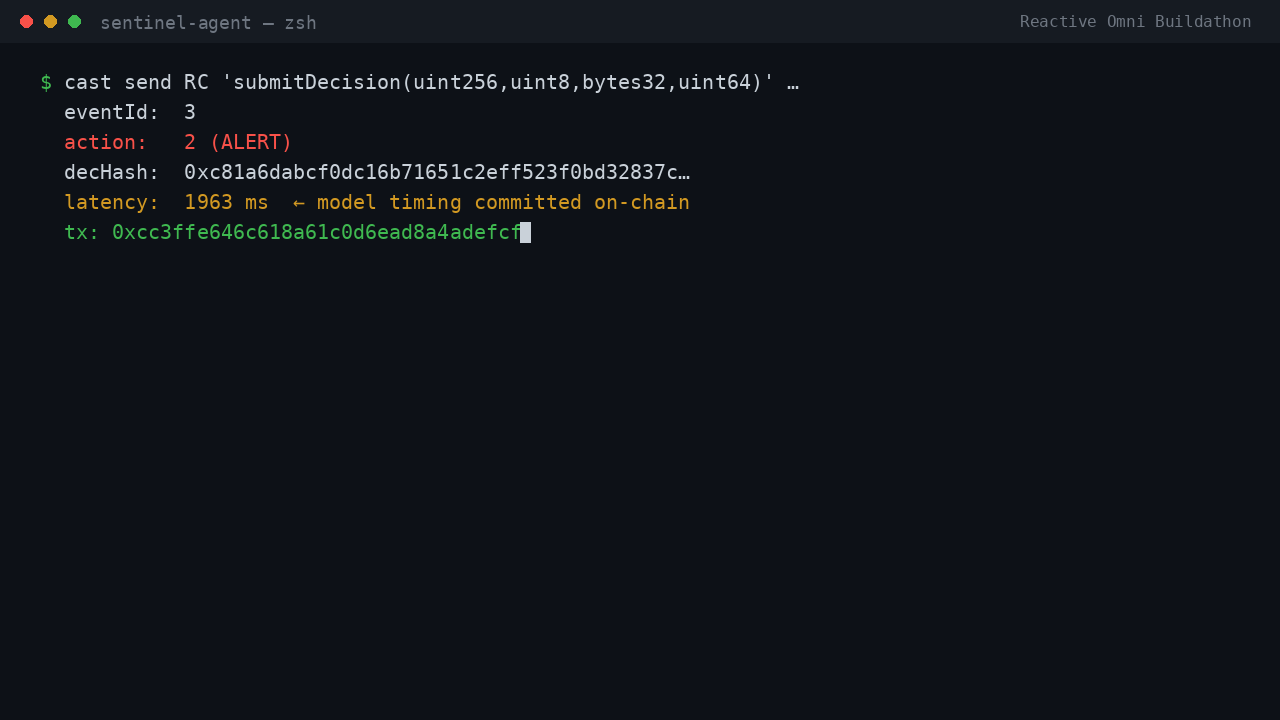 sentinel-agent — zsh
Reactive Omni Buildathon
$ cast send RC 'submitDecision(uint256,uint8,bytes32,uint64)' …
eventId: 3
action: 2 (ALERT)
decHash: 0xc81a6dabcf0dc16b71651c2eff523f0bd32837c…
latency: 1963 ms ← model timing committed on-chain
tx: 0xcc3ffe646c618a61c0d6ead8a4adefcf